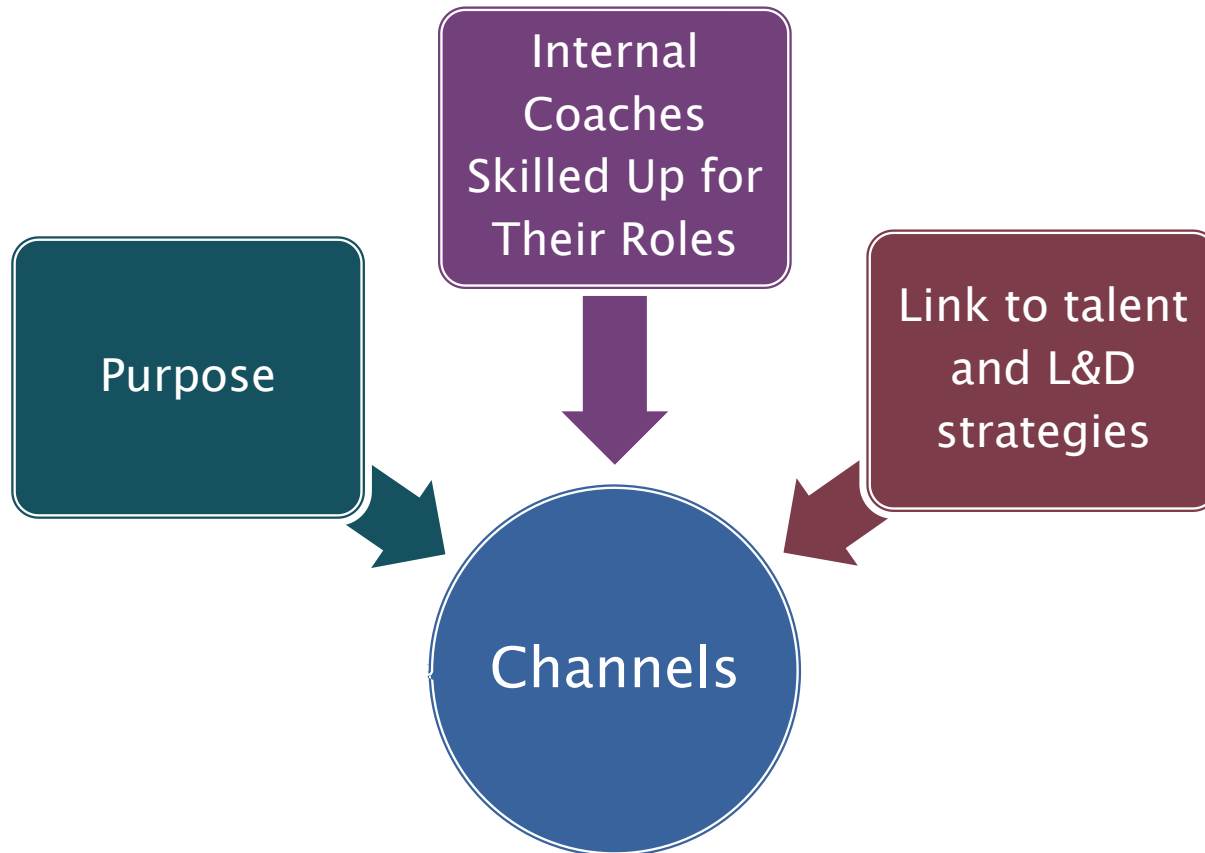 Internal
Coaches
Skilled Up for
Their Roles
Purpose
Link to talent
and L&D
strategies
Channels